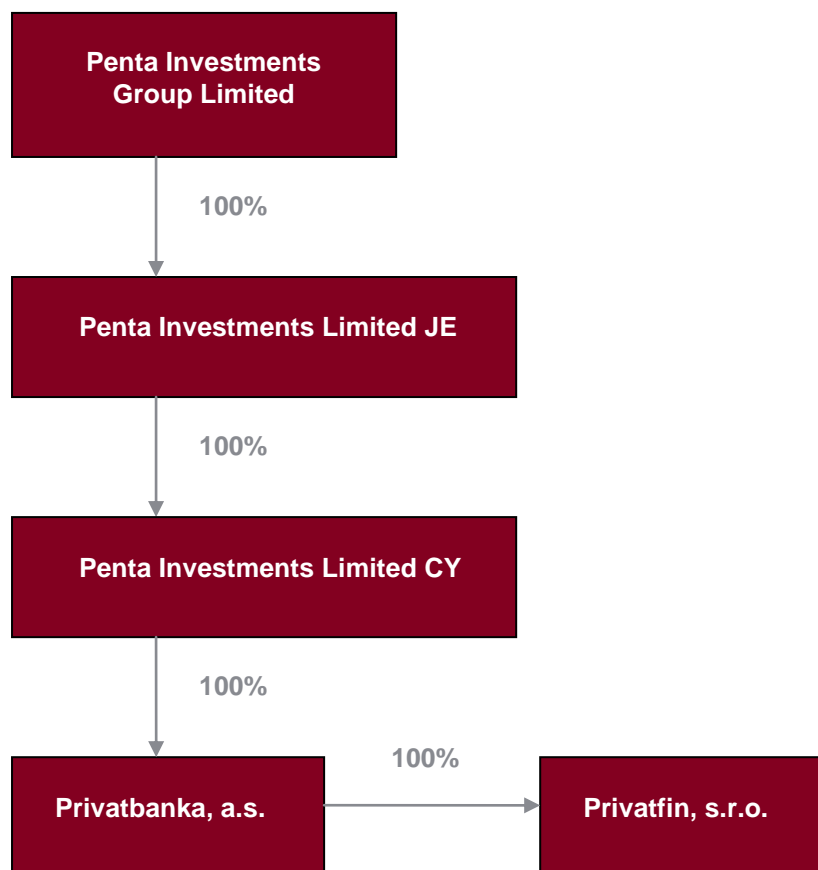 Penta Investments
Group Limited
100%
Penta Investments Limited JE
100%
Penta Investments Limited CY
100%
100%
Privatbanka, a.s.
Privatfin, s.r.o.